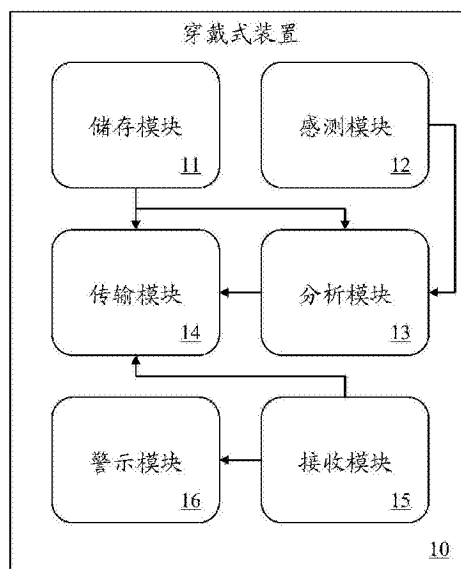 穿戴式装置
储存模块
11
感测模块
12
传输模块
14
分析模块
13
警示模块
16
接收模块
15
10